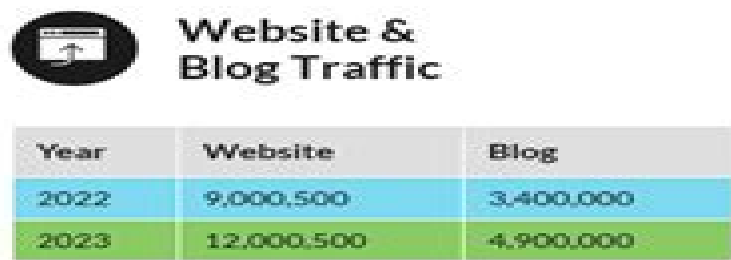 Website &
Blog Traffic
Year Website Blog
2022 9,000,500 3,400,000
2023 12,000,500 4,900,000